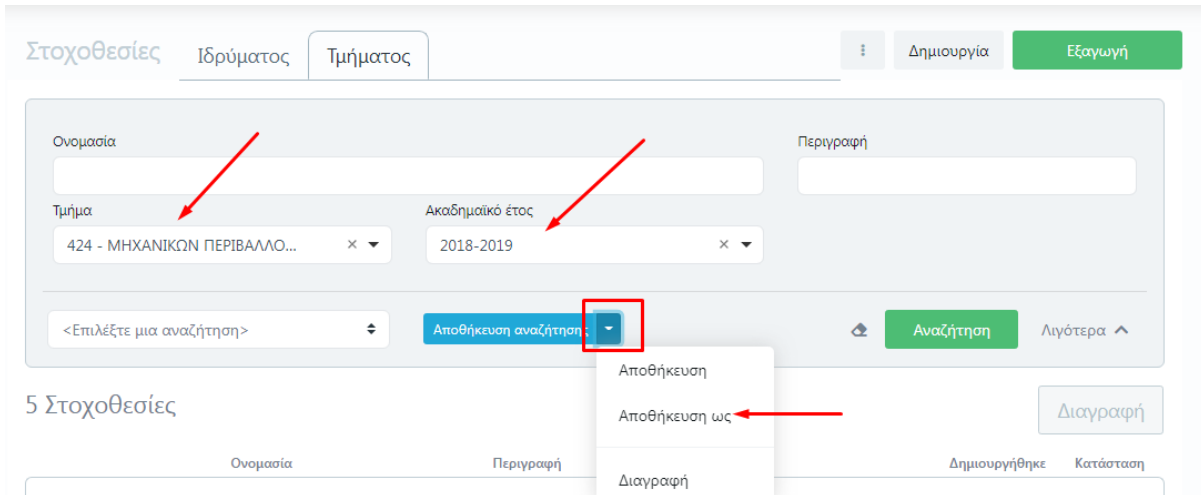 Στοχοθεσίες Ιδρύματος Τμήματος Δημιουργία Εξαγωγή
Ονομασία Περιγραφή
Τμήμα Ακαδημαϊκό έτος
424 - ΜΗΧΑΝΙΚΩΝ ΠΕΡΙΒΑΛΛΟ... 2018-2019
<Επιλέξτε μια αναζήτηση> Αποθήκευση αναζήτησης Αναζήτηση Λιγότερα
Αποθήκευση
5 Στοχοθεσίες Αποθήκευση ως Διαγραφή
Ονομασία Περιγραφή Δημιουργήθηκε Κατάσταση
Διαγραφή